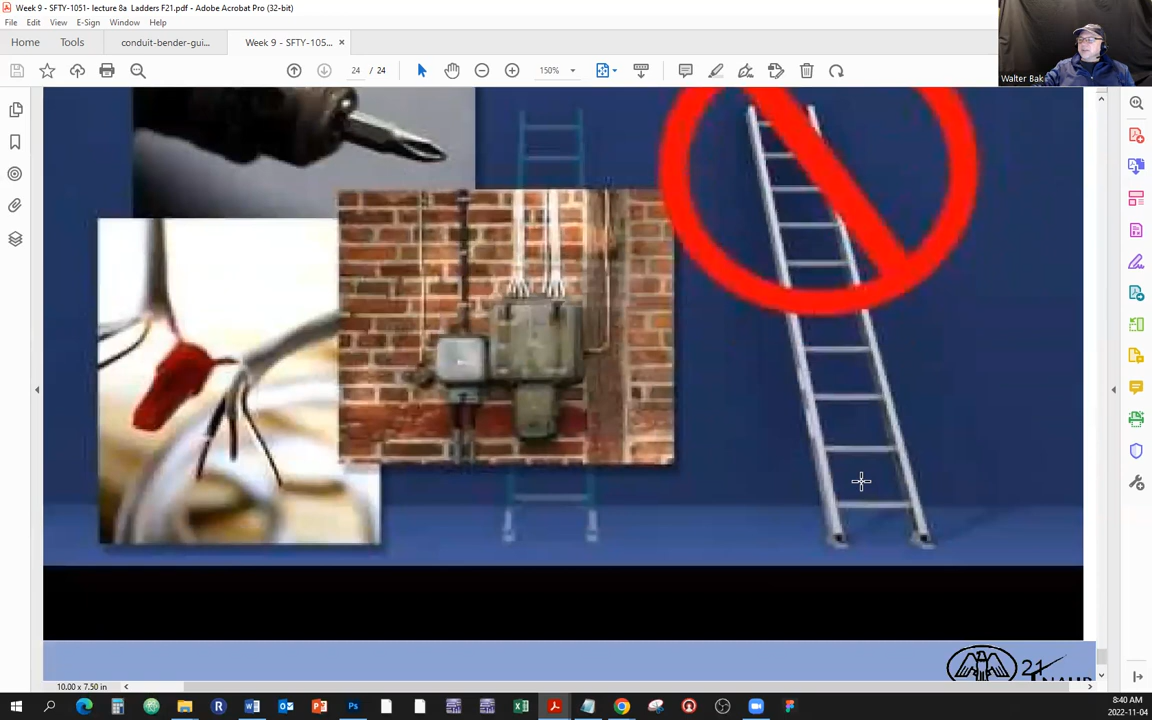 Week 9 - SFTY-1051- lecture 8a Ladders F21.pdf - Adobe Acrobat Pro (32-bit)
File Edit View E-Sign Window Help
Home Tools conduit-bender-gui... Week 9 - SFTY-105... ×
24 / 24 150%
Walter Bak
21
10.00 x 7.50 in
8:40 AM
2022-11-04